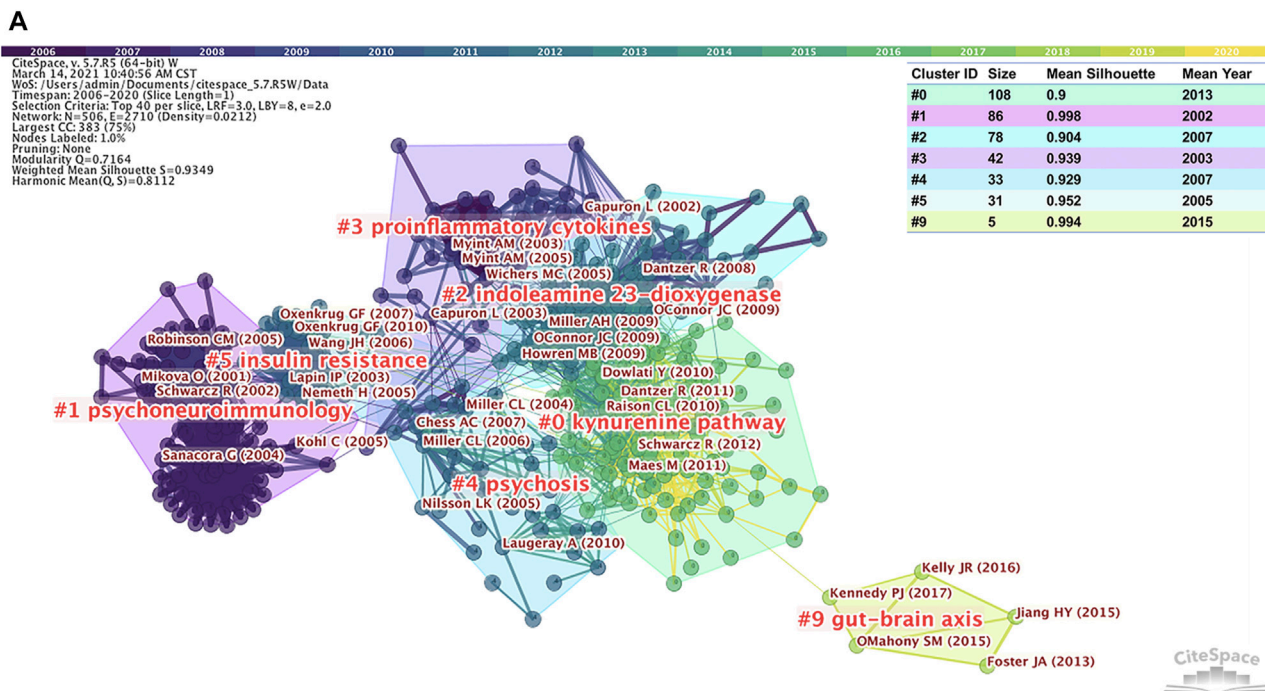 A
2006 2007 2008 2009 2010 2011 2012 2013 2014 2015 2016 2017 2018 2019 2020
CiteSpace, v. 5.7.R5 (64-bit) W
March 14, 2021 10:40:56 AM CST
WoS: /Users/admin/Documents/citespace_5.7.R5W/Data
Timespan: 2006-2020 (Slice Length=1)
Selection Criteria: Top 40 per slice, LRF=3.0, LBY=8, e=2.0
Network: N=506, E=2710 (Density=0.0212)
Largest CC: 383 (75%)
Nodes Labeled: 1.0%
Pruning: None
Modularity Q=0.7164
Weighted Mean Silhouette S=0.9349
Harmonic Mean(Q, S)=0.8112
Cluster ID Size Mean Silhouette Mean Year
#0 108 0.9 2013
#1 86 0.998 2002
#2 78 0.904 2007
#3 42 0.939 2003
#4 33 0.929 2007
#5 31 0.952 2005
#9 5 0.994 2015
Capuron L (2002)
#3 proinflammatory cytokines
Myint AM (2003)
Myint AM (2005)
Wichers MC (2005)
Dantzer R (2008)
#2 indoleamine 23-dioxygenase
Oxenkrug GF (2007)
Capuron L (2003)
OConnor JC (2009)
Oxenkrug GF (2010)
Miller AH (2009)
Robinson CM (2005)
Wang JH (2006)
OConnor JC (2009)
Howren MB (2009)
#5 insulin resistance
Mikova O (2001)
Lapin IP (2003)
Dowlati Y (2010)
Schwarcz R (2002)
Nemeth H (2005)
Dantzer R (2011)
#1 psychoneuroimmunology
Miller CL (2004)
Raison CL (2010)
Chess AC (2007)
#0 kynurenine pathway
Kohl C (2005)
Miller CL (2006)
Schwarcz R (2012)
Sanacora G (2004)
Maes M (2011)
#4 psychosis
Nilsson LK (2005)
Laugeray A (2010)
Kelly JR (2016)
Kennedy PJ (2017)
Jiang HY (2015)
#9 gut-brain axis
OMahony SM (2015)
Foster JA (2013)
CiteSpace